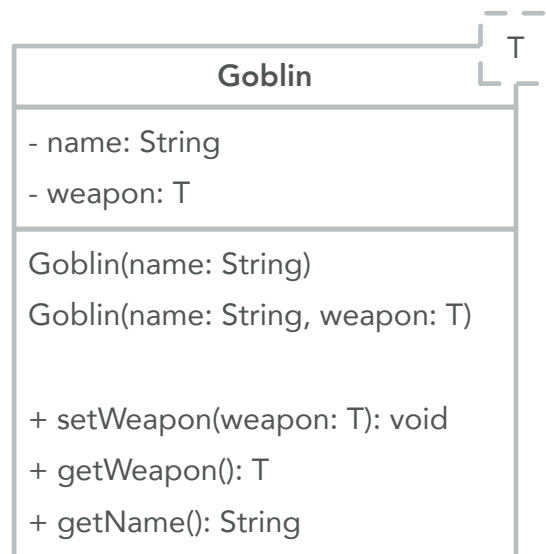 T
Goblin
- name: String
- weapon: T
Goblin(name: String)
Goblin(name: String, weapon: T)
+ setWeapon(weapon: T): void
+ getWeapon(): T
+ getName(): String